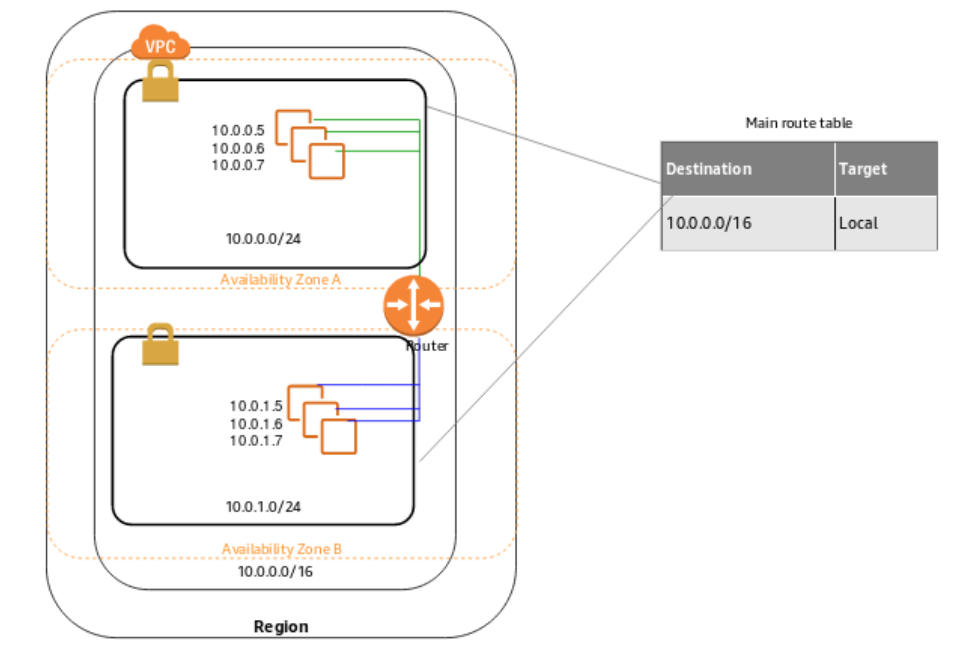 VPC
10.0.0.5
10.0.0.6
10.0.0.7
10.0.0.0/24
Availability Zone A
Router
10.0.1.5
10.0.1.6
10.0.1.7
10.0.1.0/24
Availability Zone B
10.0.0.0/16
Region
Main route table
Destination Target
10.0.0.0/16 Local